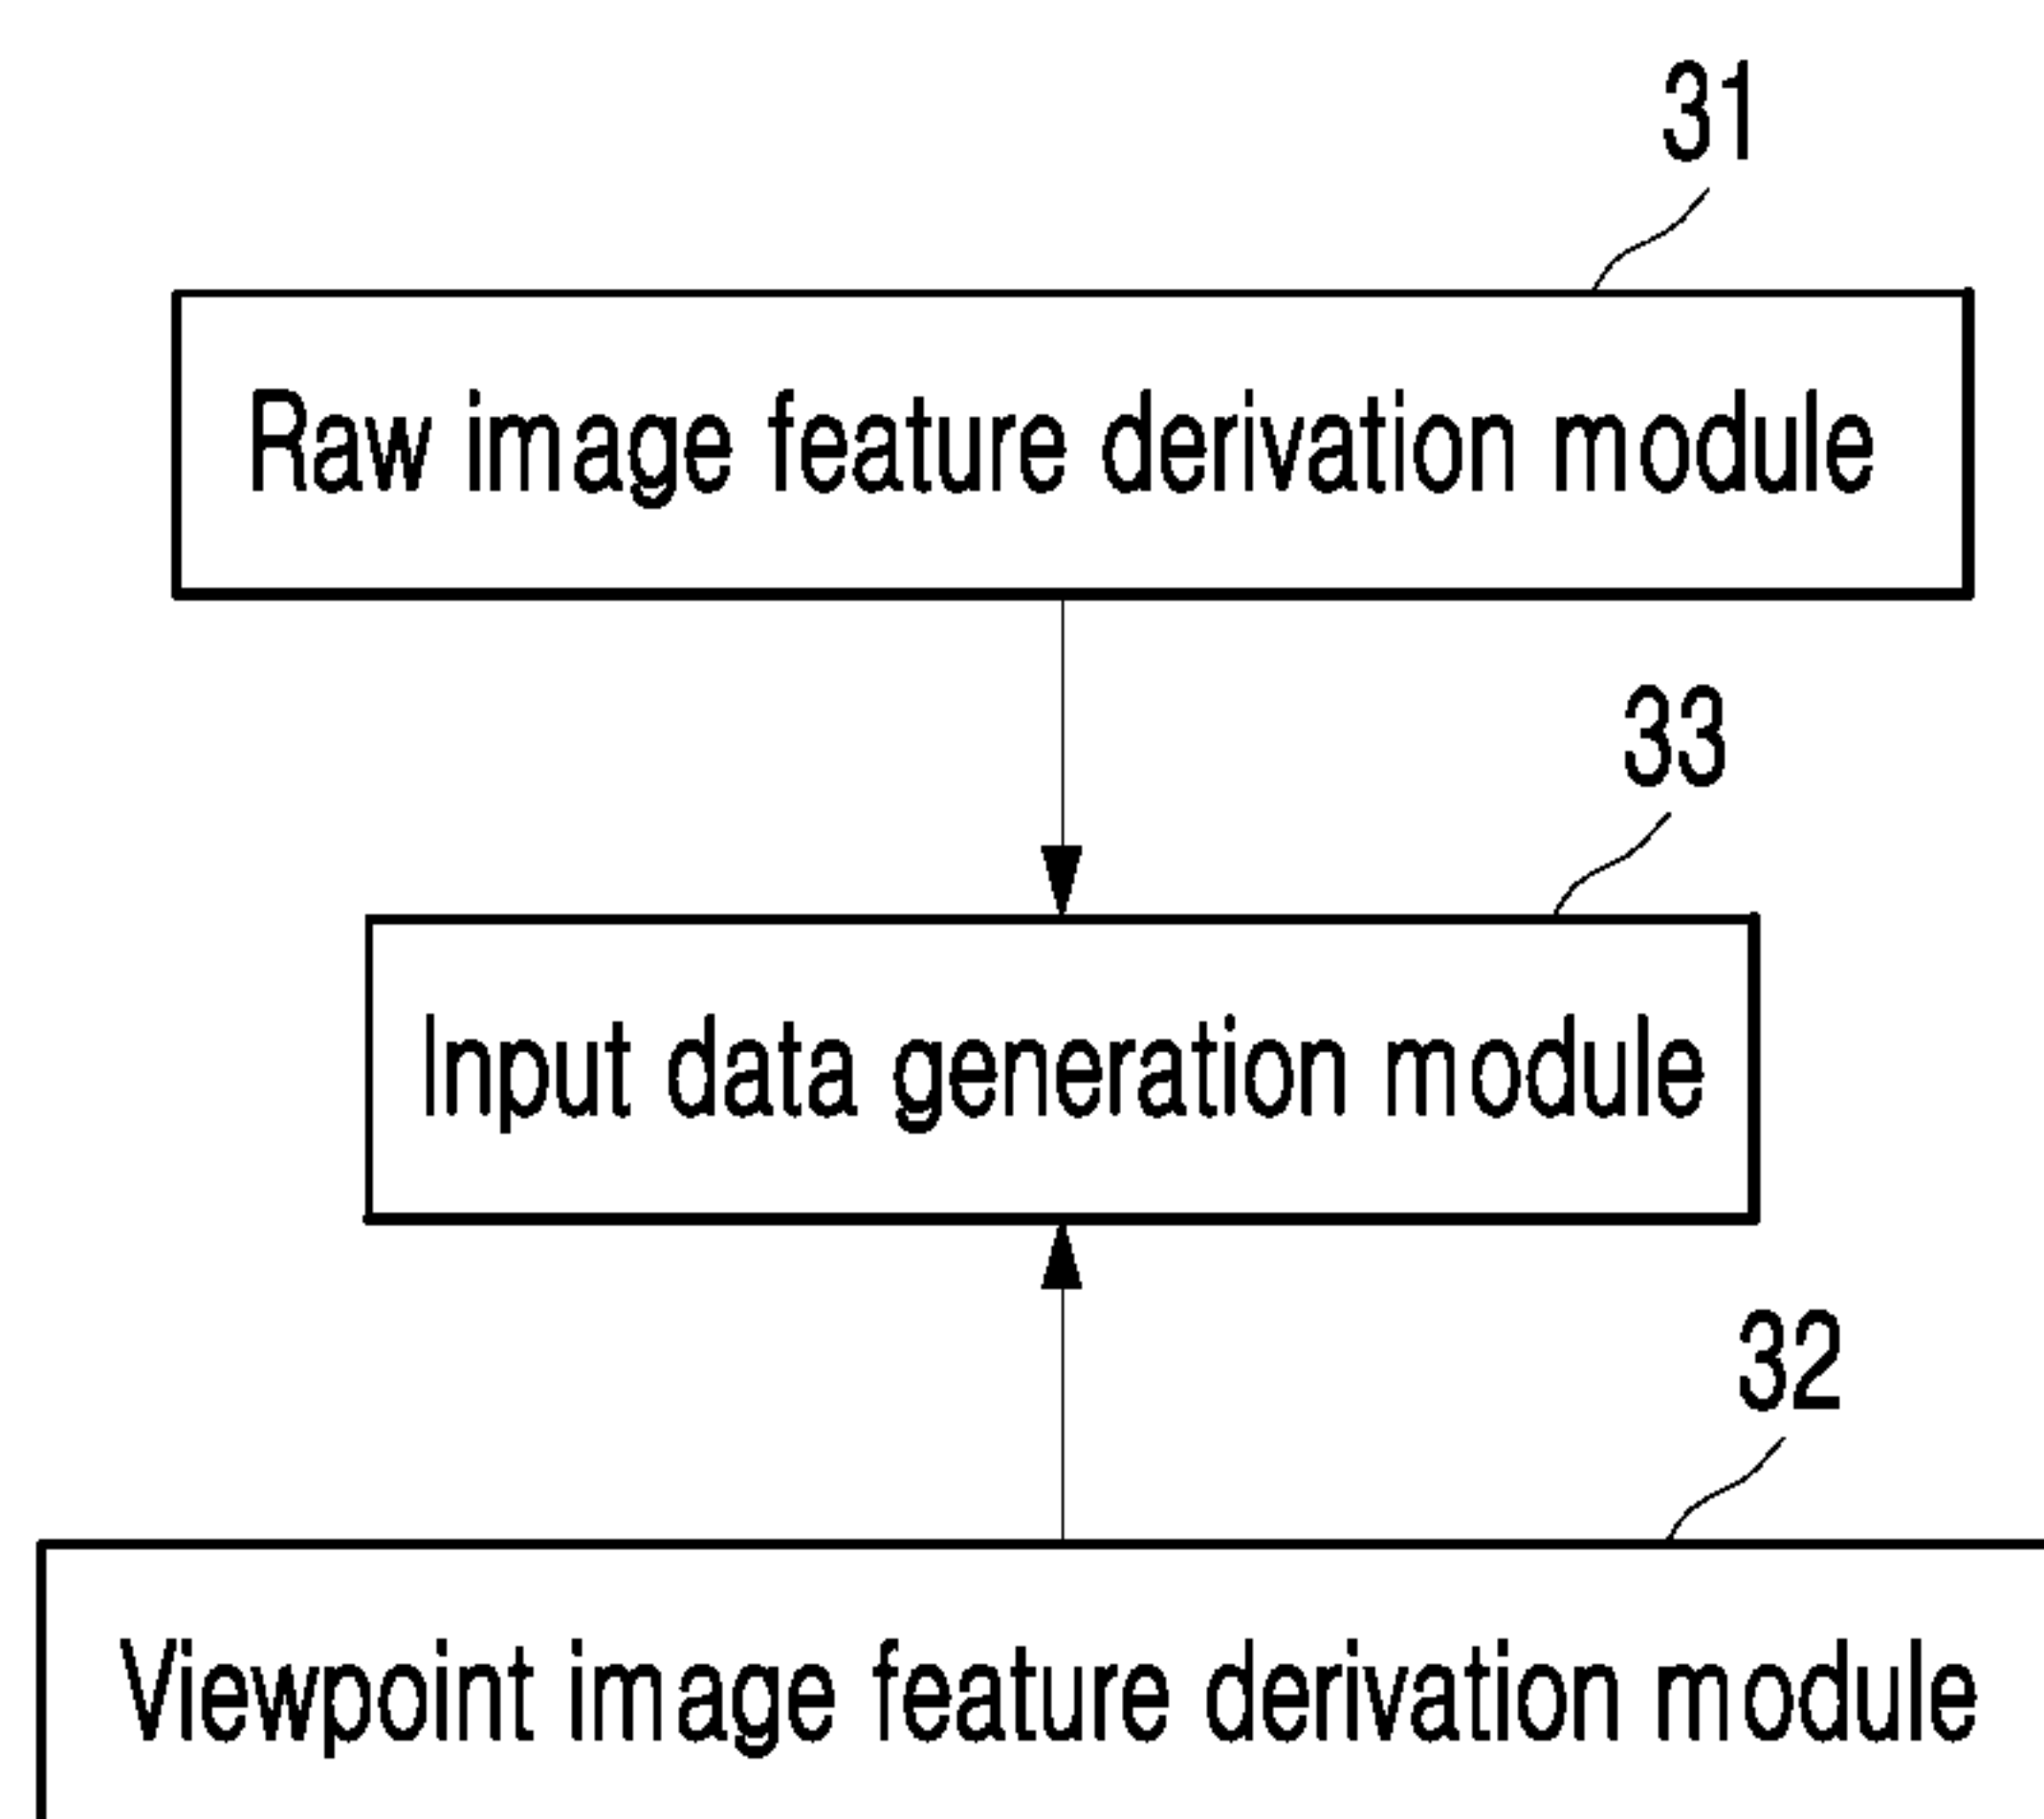 31
Raw image feature derivation module
33
Input data generation module
32
Viewpoint image feature derivation module